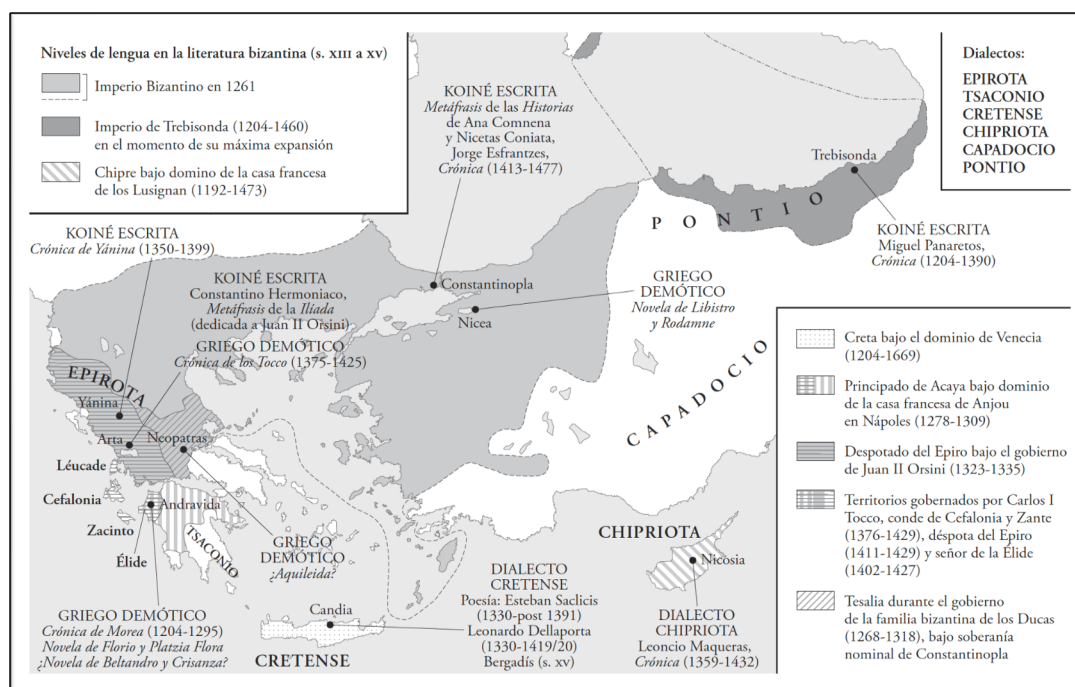 Niveles de lengua en la literatura bizantina (s. XIII a XV)
Imperio Bizantino en 1261
Imperio de Trebisonda (1204-1460)
en el momento de su máxima expansión
Chipre bajo domino de la casa francesa
de los Lusignan (1192-1473)
KOINÉ ESCRITA
Metáfrasis de las Historias
de Ana Comnena
y Nicetas Coniata,
Jorge Esfrantzes,
Crónica (1413-1477)
Dialectos:
EPIROTA
TSACONIO
CRETENSE
CHIPRIOTA
CAPADOCIO
PONTIO
Trebisonda
PONTIO
KOINÉ ESCRITA
Miguel Panaretos,
Crónica (1204-1390)
KOINÉ ESCRITA
Crónica de Yánina (1350-1399)
KOINÉ ESCRITA
Constantino Hermoniaco,
Metáfrasis de la Ilíada
(dedicada a Juan II Orsini)
GRIEGO DEMÓTICO
Crónica de los Tocco (1375-1425)
Constantinopla
Nicea
GRIEGO
DEMÓTICO
Novela de Libistro
y Rodamne
CAPADOCIO
EPIROTA
Yánina
Arta
Neopatras
Léucade
Cefalonia
Andravida
Zacinto
Élide
TSACONIO
GRIEGO
DEMÓTICO
¿Aquileida?
GRIEGO DEMÓTICO
Crónica de Morea (1204-1295)
Novela de Florio y Platzia Flora
¿Novela de Beltandro y Crisanza?
Candia
CRETENSE
DIALECTO
CRETENSE
Poesía: Esteban Saclicis
(1330-post 1391)
Leonardo Dellaporta
(1330-1419/20)
Bergadís (s. XV)
CHIPRIOTA
Nicosia
DIALECTO
CHIPRIOTA
Leoncio Maqueras,
Crónica (1359-1432)
Creta bajo el dominio de Venecia
(1204-1669)
Principado de Acaya bajo dominio
de la casa francesa de Anjou
en Nápoles (1278-1309)
Despotado del Epiro bajo el gobierno
de Juan II Orsini (1323-1335)
Territorios gobernados por Carlos I
Tocco, conde de Cefalonia y Zante
(1376-1429), déspota del Epiro
(1411-1429) y señor de la Élide
(1402-1427)
Tesalia durante el gobierno
de la familia bizantina de los Ducas
(1268-1318), bajo soberanía
nominal de Constantinopla